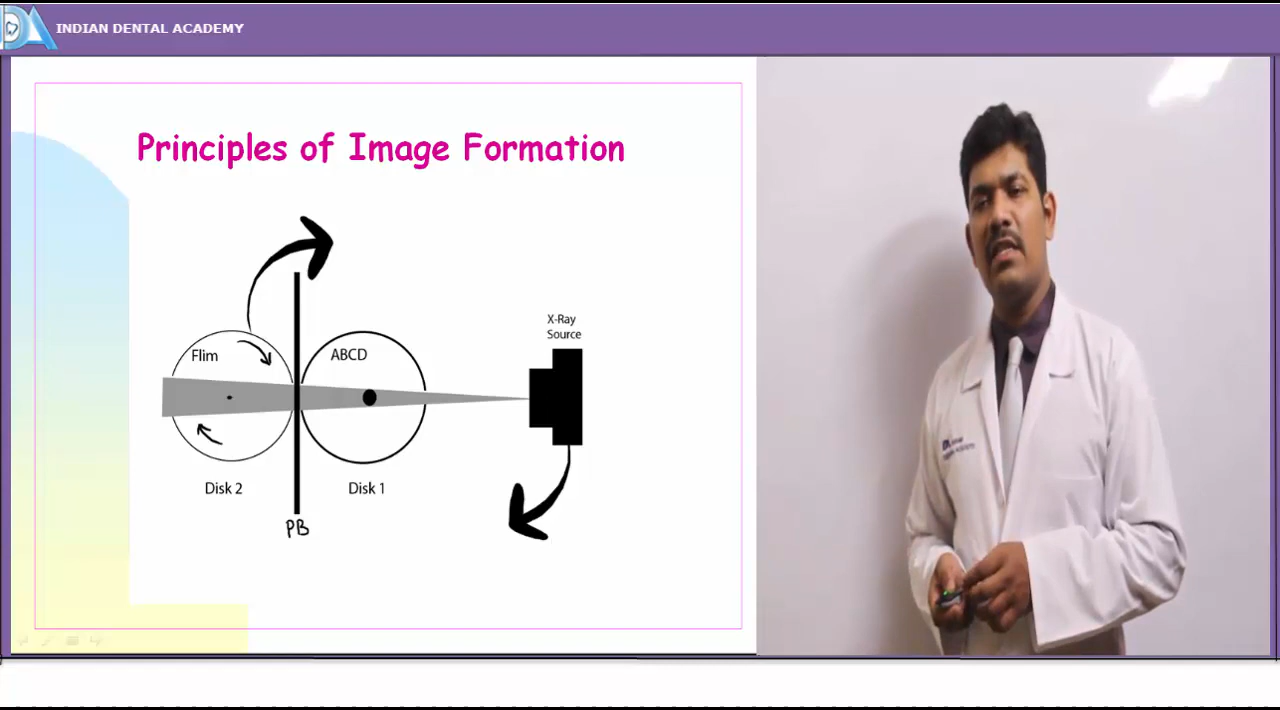 INDIAN DENTAL ACADEMY
Principles of Image Formation
X-Ray
Source
Flim
ABCD
Disk 2
Disk 1
PB